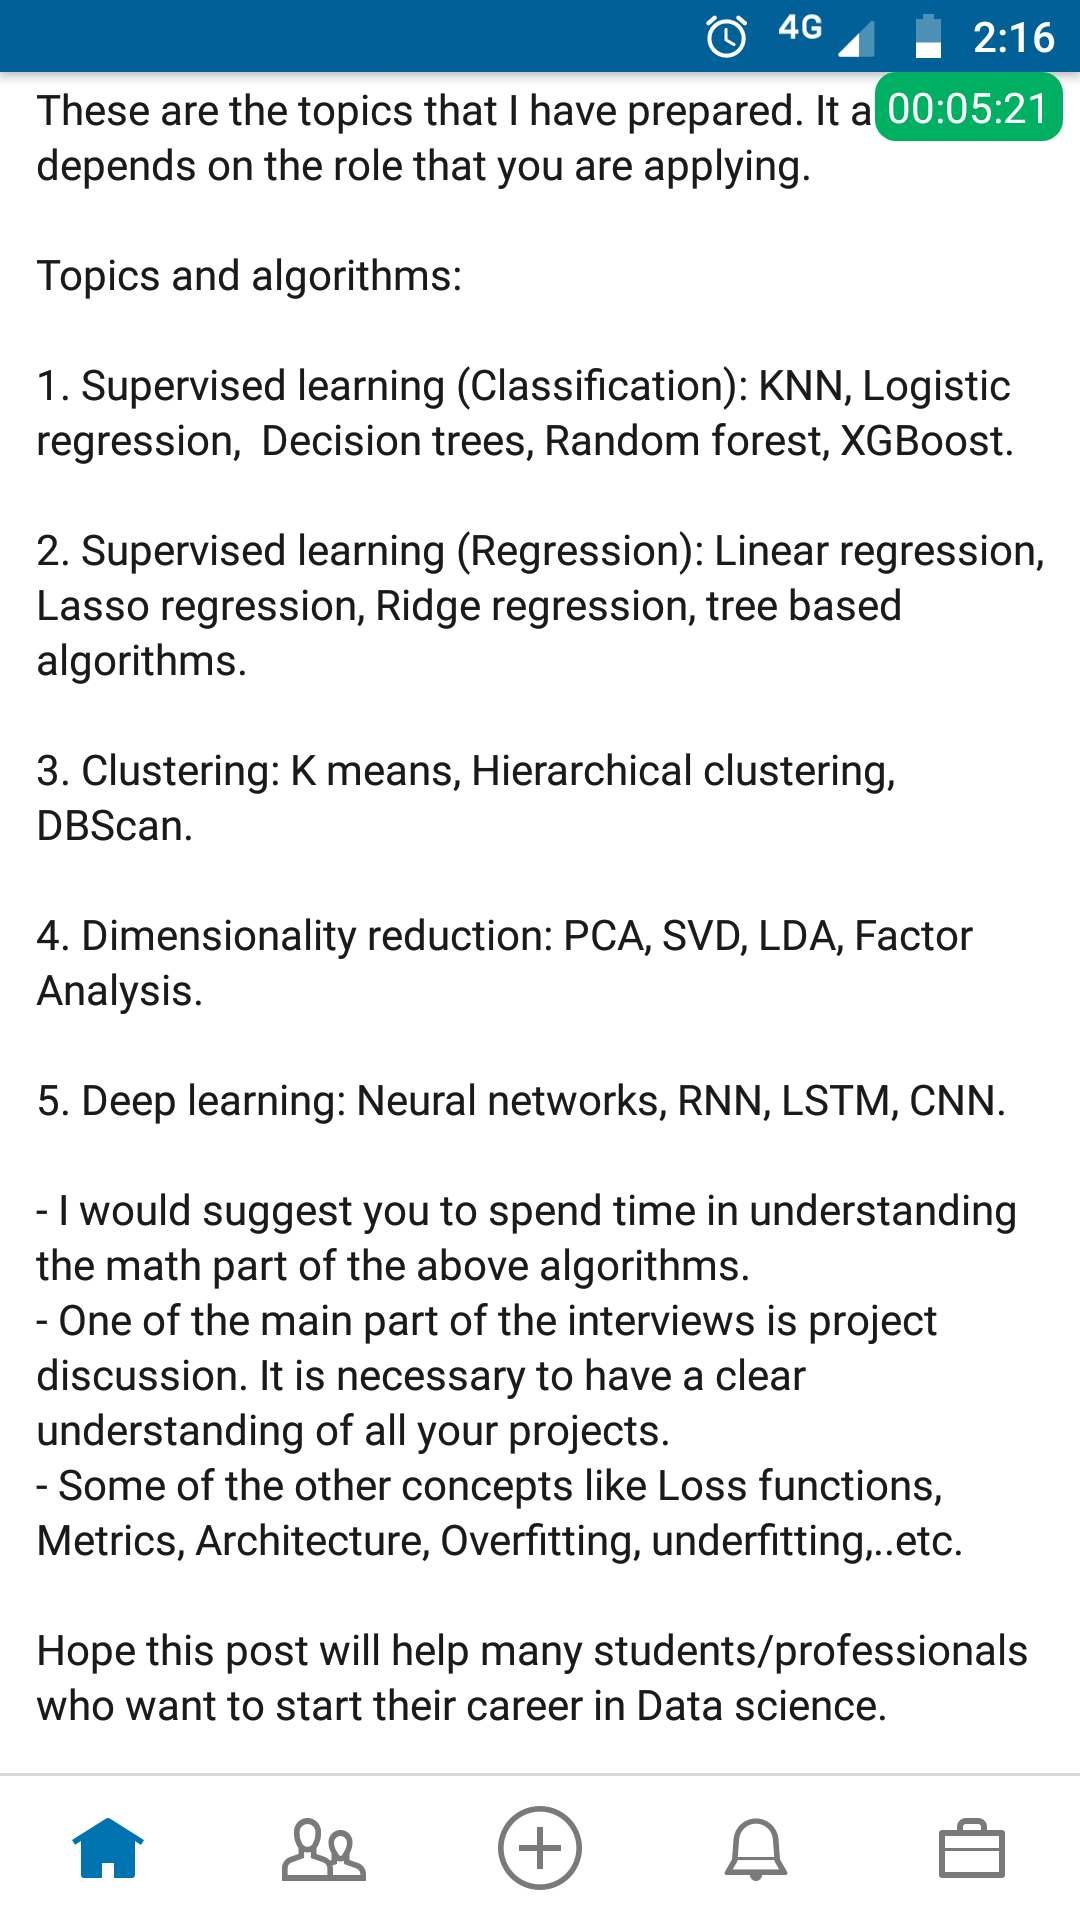 4G 2:16
These are the topics that I have prepared. It a
00:05:21
depends on the role that you are applying.
Topics and algorithms:
1. Supervised learning (Classification): KNN, Logistic
regression,  Decision trees, Random forest, XGBoost.
2. Supervised learning (Regression): Linear regression,
Lasso regression, Ridge regression, tree based
algorithms.
3. Clustering: K means, Hierarchical clustering,
DBScan.
4. Dimensionality reduction: PCA, SVD, LDA, Factor
Analysis.
5. Deep learning: Neural networks, RNN, LSTM, CNN.
- I would suggest you to spend time in understanding
the math part of the above algorithms.
- One of the main part of the interviews is project
discussion. It is necessary to have a clear
understanding of all your projects.
- Some of the other concepts like Loss functions,
Metrics, Architecture, Overfitting, underfitting,..etc.
Hope this post will help many students/professionals
who want to start their career in Data science.